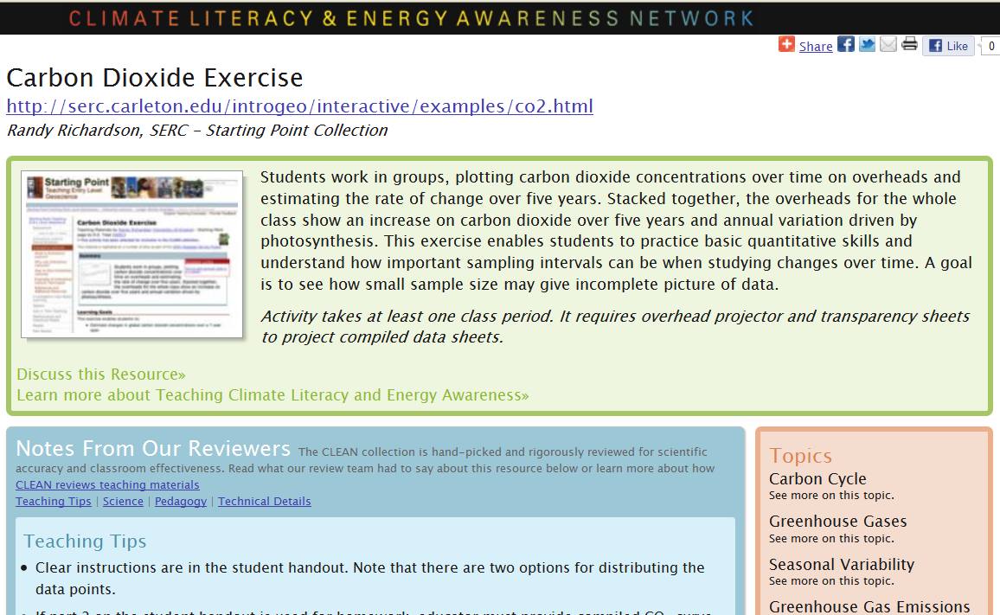 CLIMATE LITERACY & ENERGY AWARENESS NETWORK
Share
Like
0
Carbon Dioxide Exercise
http://serc.carleton.edu/introgeo/interactive/examples/co2.html
Randy Richardson, SERC - Starting Point Collection
Starting Point
Teaching Entry Level
Geoscience
Carbon Dioxide Exercise
Summary
Learning Goals
Students work in groups, plotting carbon dioxide concentrations over time on overheads and
estimating the rate of change over five years. Stacked together, the overheads for the whole
class show an increase on carbon dioxide over five years and annual variation driven by
photosynthesis. This exercise enables students to practice basic quantitative skills and
understand how important sampling intervals can be when studying changes over time. A goal
is to see how small sample size may give incomplete picture of data.
Activity takes at least one class period. It requires overhead projector and transparency sheets
to project compiled data sheets.
Discuss this Resource»
Learn more about Teaching Climate Literacy and Energy Awareness»
Notes From Our Reviewers The CLEAN collection is hand-picked and rigorously reviewed for scientific
accuracy and classroom effectiveness. Read what our review team had to say about this resource below or learn more about how
CLEAN reviews teaching materials
Teaching Tips | Science | Pedagogy | Technical Details
Teaching Tips
• Clear instructions are in the student handout. Note that there are two options for distributing the
data points.
Topics
Carbon Cycle
See more on this topic.
Greenhouse Gases
See more on this topic.
Seasonal Variability
See more on this topic.
Greenhouse Gas Emissions